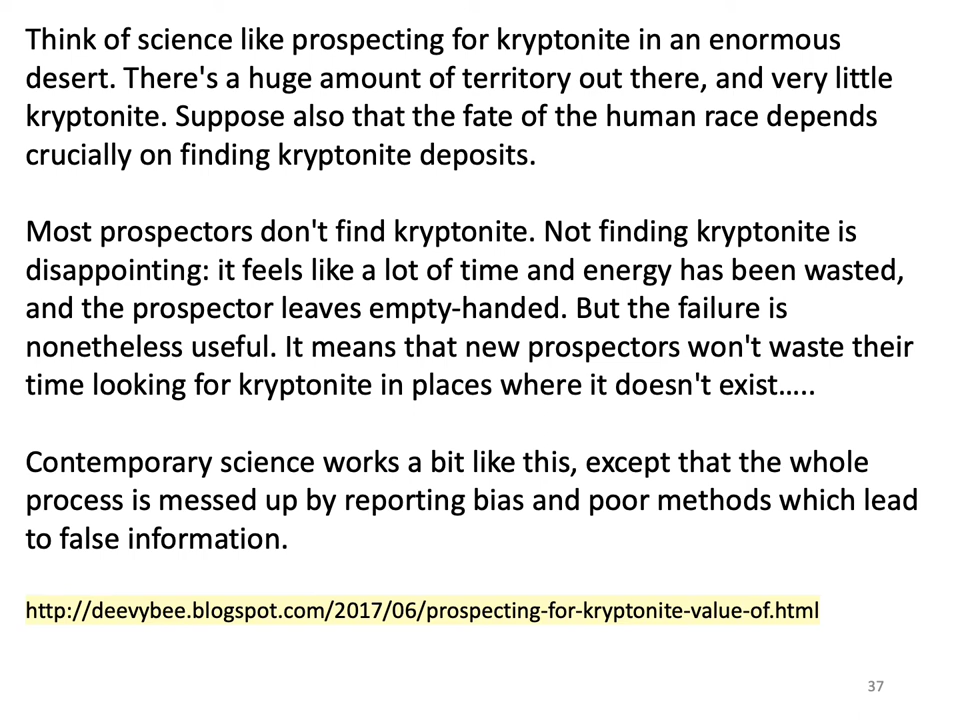 Think of science like prospecting for kryptonite in an enormous
desert. There's a huge amount of territory out there, and very little
kryptonite. Suppose also that the fate of the human race depends
crucially on finding kryptonite deposits.
Most prospectors don't find kryptonite. Not finding kryptonite is
disappointing: it feels like a lot of time and energy has been wasted,
and the prospector leaves empty-handed. But the failure is
nonetheless useful. It means that new prospectors won't waste their
time looking for kryptonite in places where it doesn't exist…..
Contemporary science works a bit like this, except that the whole
process is messed up by reporting bias and poor methods which lead
to false information.
http://deevybee.blogspot.com/2017/06/prospecting-for-kryptonite-value-of.html
37